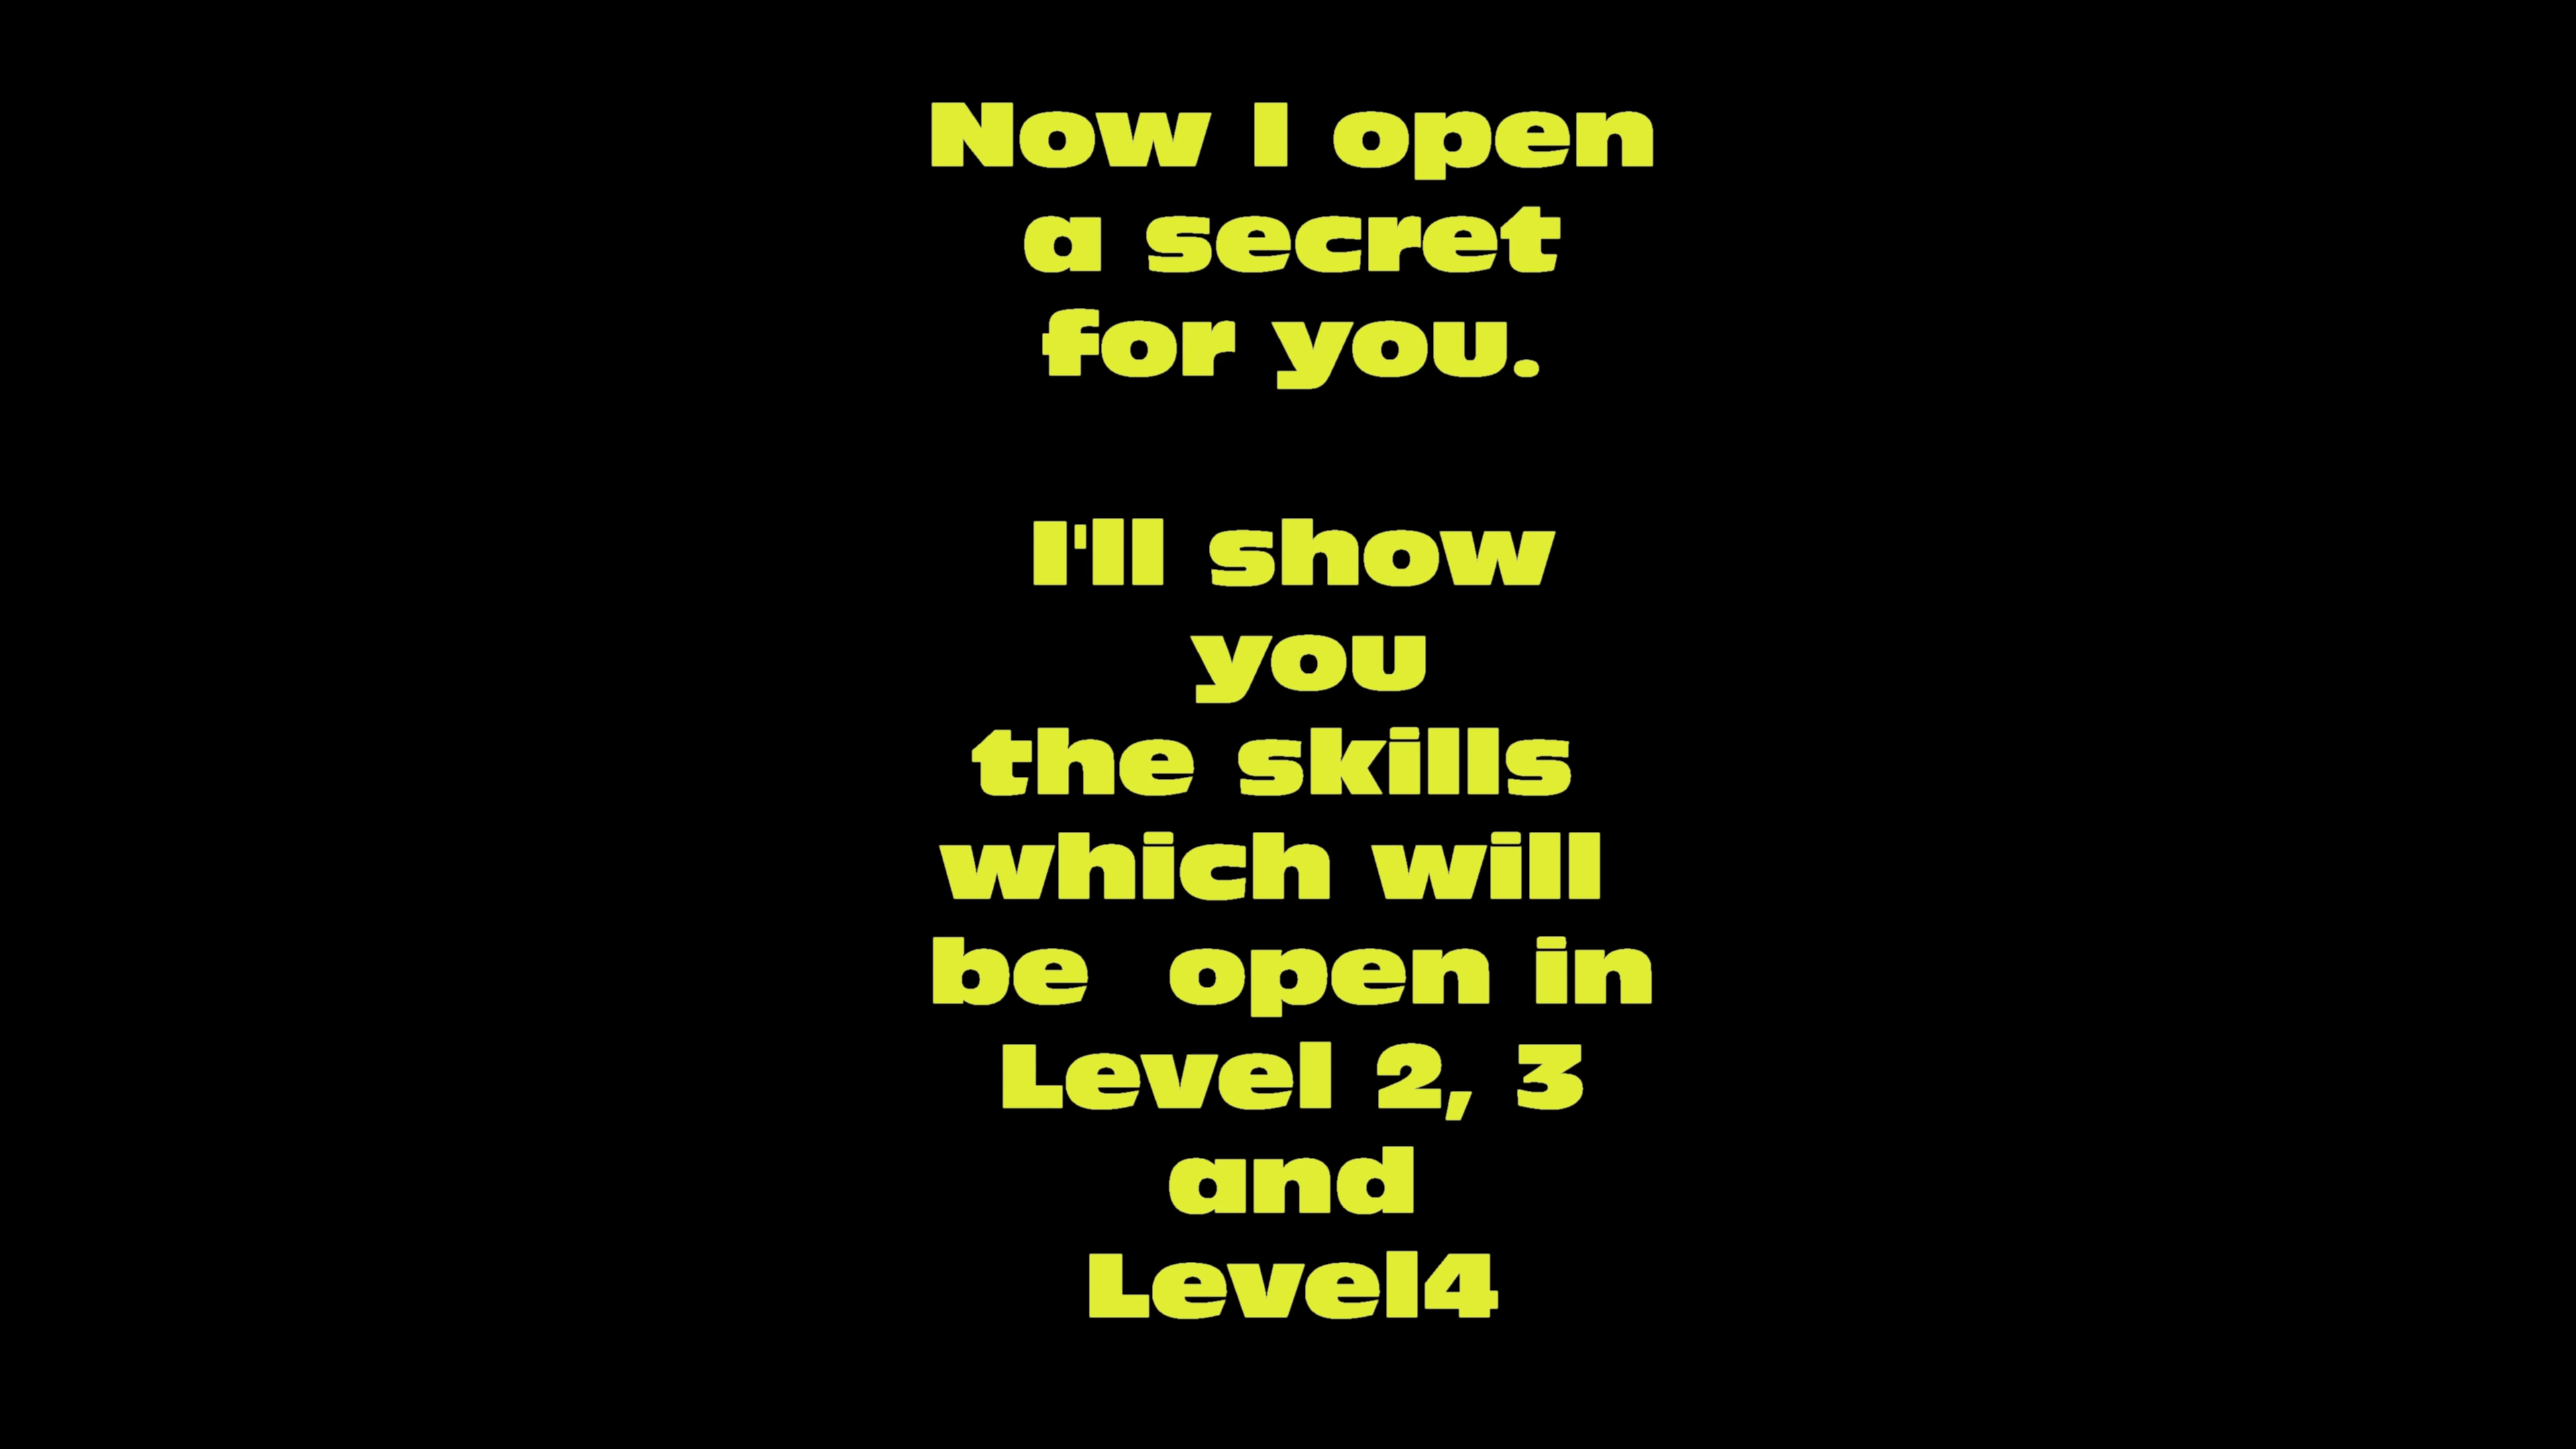 Now I open
a secret
for you.
I'll show
you
the skills
which will
be  open in
Level 2, 3
and
Level4